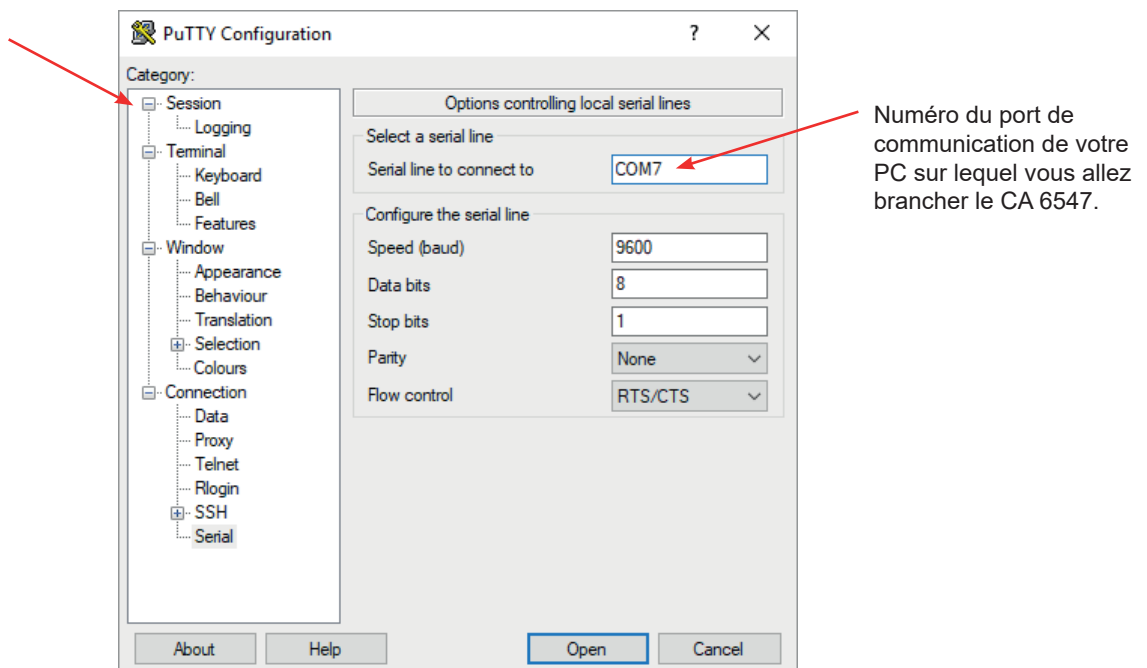 PuTTY Configuration
?
Category:
Session
Logging
Terminal
Keyboard
Bell
Features
Window
Appearance
Behaviour
Translation
Selection
Colours
Connection
Data
Proxy
Telnet
Rlogin
SSH
Serial
Options controlling local serial lines
Select a serial line
Serial line to connect to COM7
Configure the serial line
Speed (baud) 9600
Data bits 8
Stop bits 1
Parity None
Flow control RTS/CTS
About Help Open Cancel
Numéro du port de
communication de votre
PC sur lequel vous allez
brancher le CA 6547.